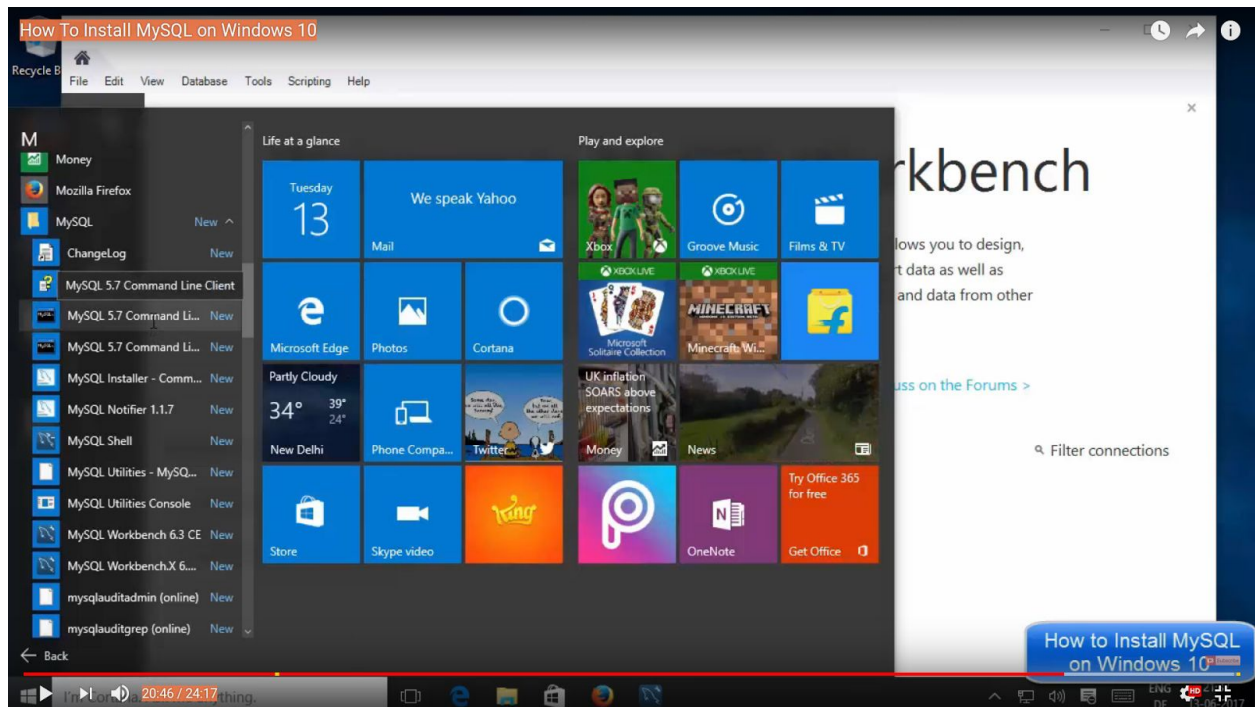 How To Install MySQL on Windows 10
Recycle B
File Edit View Database Tools Scripting Help
M
Money
Mozilla Firefox
MySQL New
ChangeLog New
MySQL 5.7 Command Line Client
MySQL 5.7 Command Li... New
MySQL 5.7 Command Li... New
MySQL Installer - Comm... New
MySQL Notifier 1.1.7 New
MySQL Shell New
MySQL Utilities - MySQ... New
MySQL Utilities Console New
MySQL Workbench 6.3 CE New
MySQL Workbench.X 6.... New
mysqlauditadmin (online) New
mysqlauditgrep (online) New
Back
Life at a glance
Tuesday
13
We speak Yahoo
Mail
Microsoft Edge
Photos
Cortana
Partly Cloudy
34° 39°
24°
New Delhi
Phone Compa...
Twitter
Store
Skype video
King
Play and explore
Xbox
Groove Music
Films & TV
XBOX LIVE
Microsoft
Solitaire Collection
XBOX LIVE
MINECRAFT
Minecraft: Wi...
UK inflation
SOARS above
expectations
Money
News
OneNote
Try Office 365
for free
Get Office
rkbench
lows you to design,
t data as well as
and data from other
uss on the Forums >
Filter connections
How to Install MySQL
on Windows 10
20:46 / 24:17
HD
ENG
DE
13-06-2017